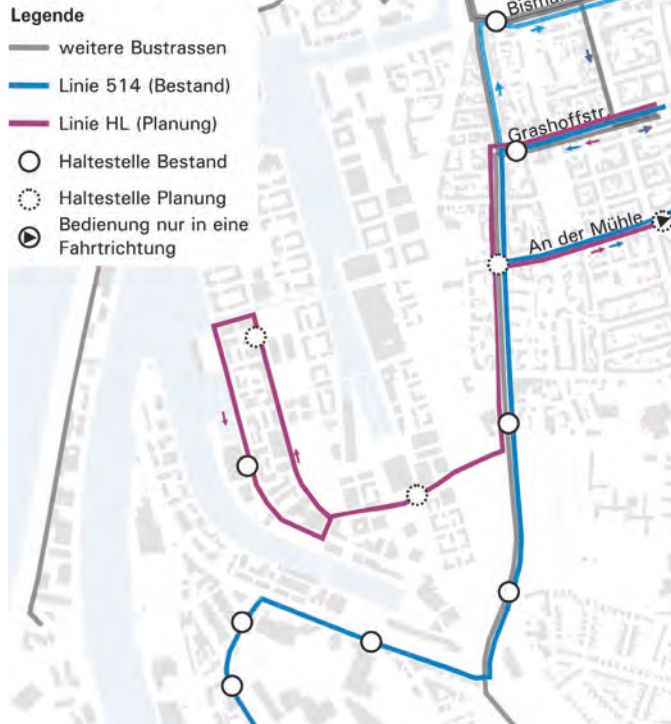 Legende
weitere Bustrassen
Linie 514 (Bestand)
Linie HL (Planung)
Haltestelle Bestand
Haltestelle Planung
Bedienung nur in eine
Fahrtrichtung
Grashoffstr.
An der Mühle